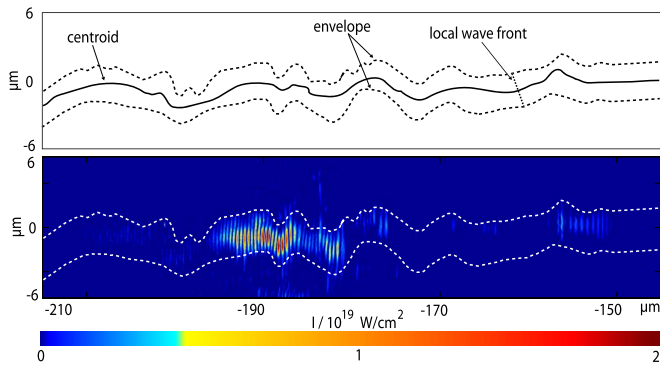 6
envelope
centroid
local wave front
μm
0
-6
6
μm
0
-6
-210
-190
-170
-150
μm
I / 10¹⁹ W/cm²
0
1
2